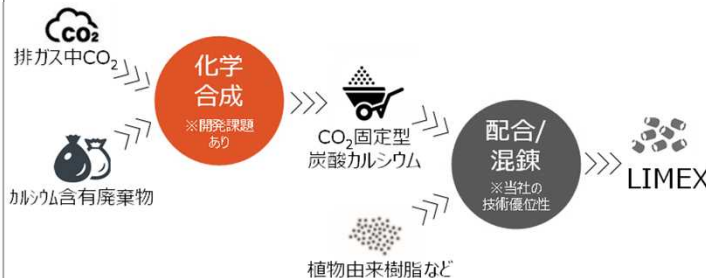 CO₂
排ガス中CO₂
カルシウム含有廃棄物
化学
合成
※開発課題
あり
CO₂固定型
炭酸カルシウム
植物由来樹脂など
配合/
混錬
※当社の
技術優位性
LIMEX